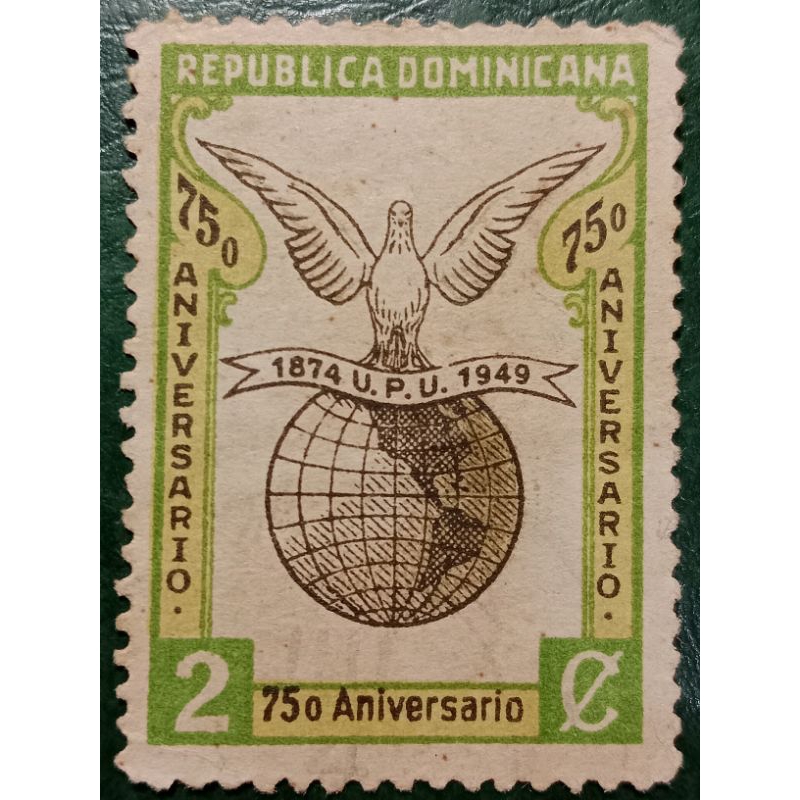 REPUBLICA DOMINICANA
75o
ANIVERSARIO.
75o
ANIVERSARIO.
1874 U.P.U. 1949
2
75o Aniversario
₡